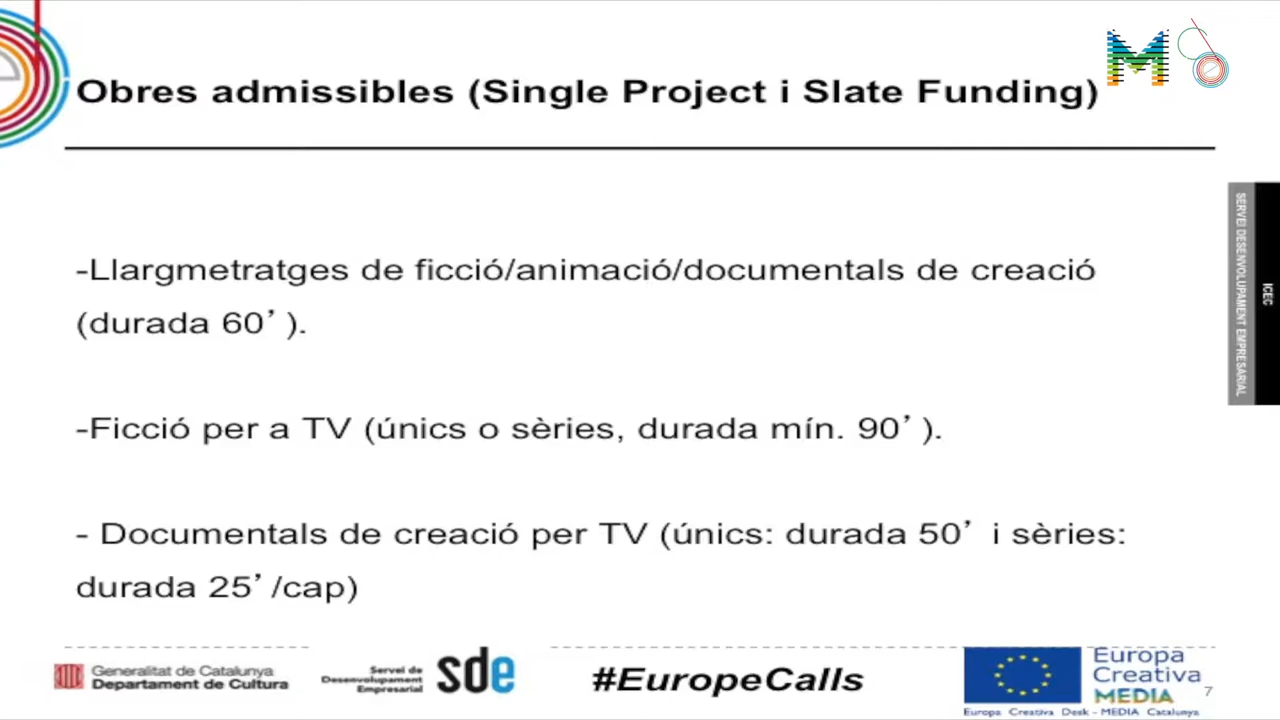 Obres admissibles (Single Project i Slate Funding)
-Llargmetratges de ficció/animació/documentals de creació
(durada 60’ ).
-Ficció per a TV (únics o sèries, durada mín. 90’ ).
- Documentals de creació per TV (únics: durada 50’ i sèries:
durada 25’ /cap)
SERVEI DESENVOLUPAMENT EMPRESARIAL
ICEC
Generalitat de Catalunya
Departament de Cultura
Servei de
Desenvolupament
Empresarial
sde
#EuropeCalls
Europa
Creativa
MEDIA
Europa Creativa Desk - MEDIA Catalunya
7